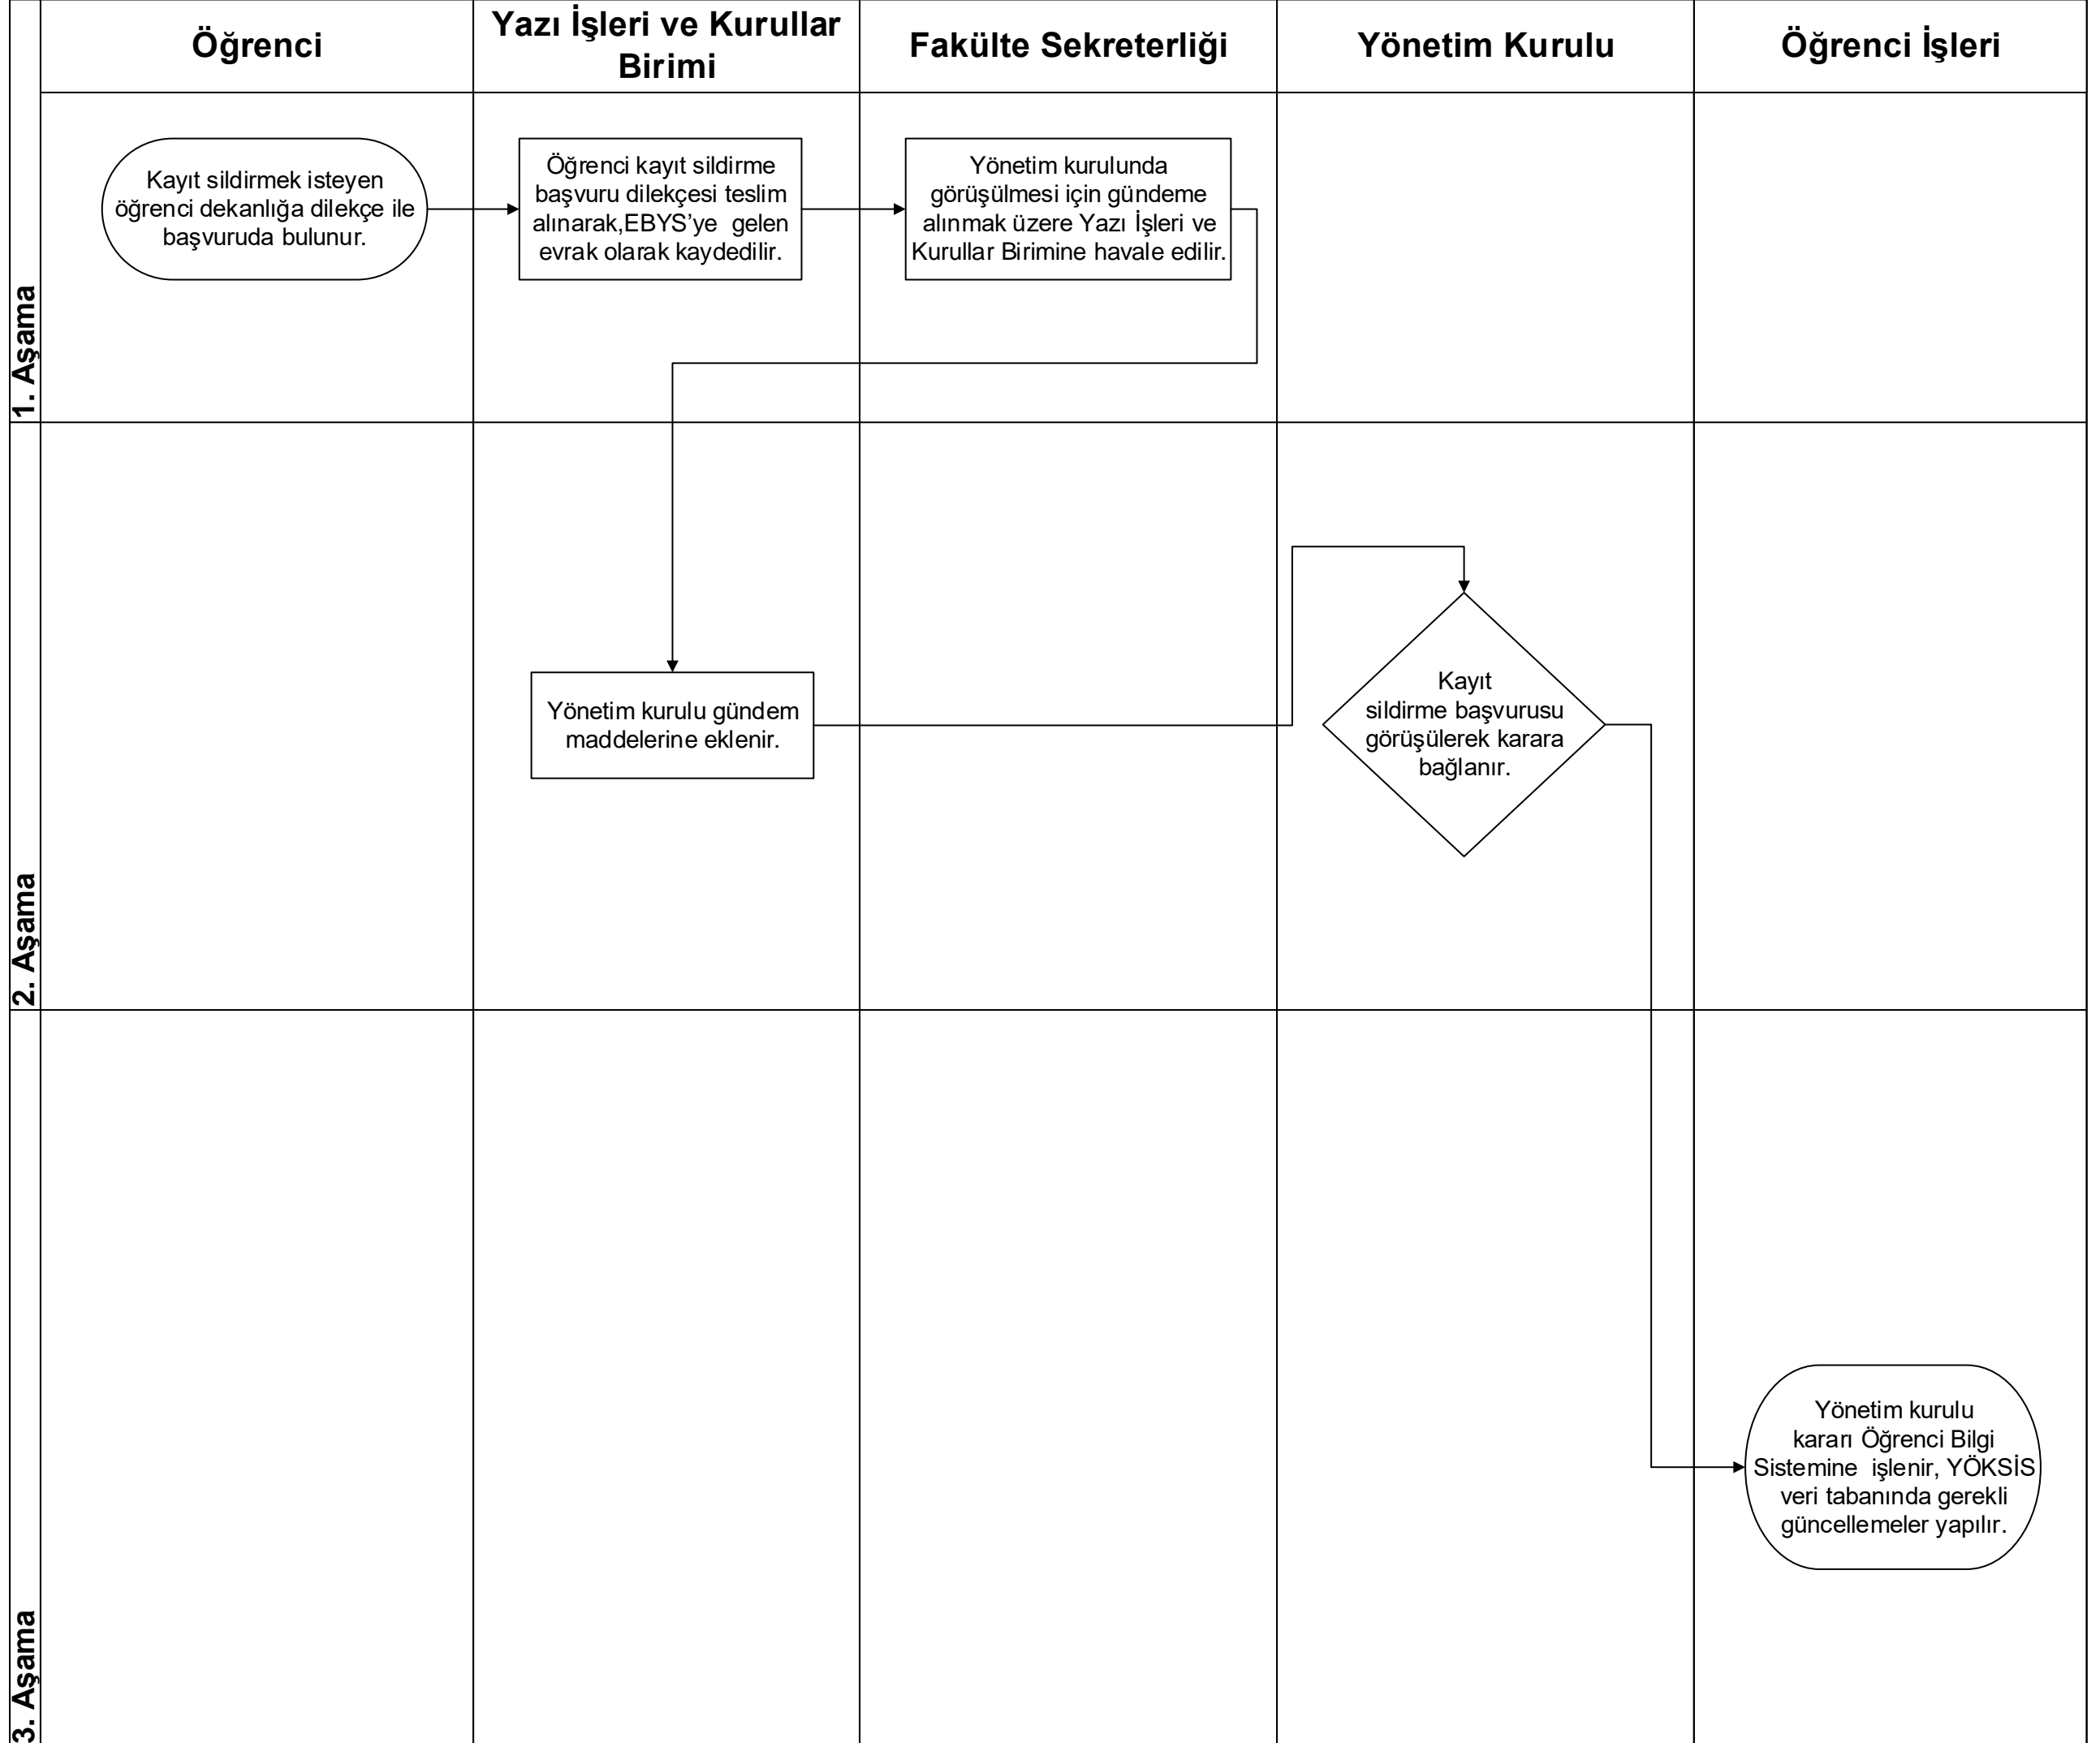 Öğrenci
Yazı İşleri ve Kurullar
Birimi
Fakülte Sekreterliği
Yönetim Kurulu
Öğrenci İşleri
1. Aşama
Kayıt sildirmek isteyen
öğrenci dekanlığa dilekçe ile
başvuruda bulunur.
Öğrenci kayıt sildirme
başvuru dilekçesi teslim
alınarak,EBYS’ye gelen
evrak olarak kaydedilir.
Yönetim kurulunda
görüşülmesi için gündeme
alınmak üzere Yazı İşleri ve
Kurullar Birimine havale edilir.
2. Aşama
Yönetim kurulu gündem
maddelerine eklenir.
Kayıt
sildirme başvurusu
görüşülerek karara
bağlanır.
3. Aşama
Yönetim kurulu
kararı Öğrenci Bilgi
Sistemine işlenir, YÖKSİS
veri tabanında gerekli
güncellemeler yapılır.